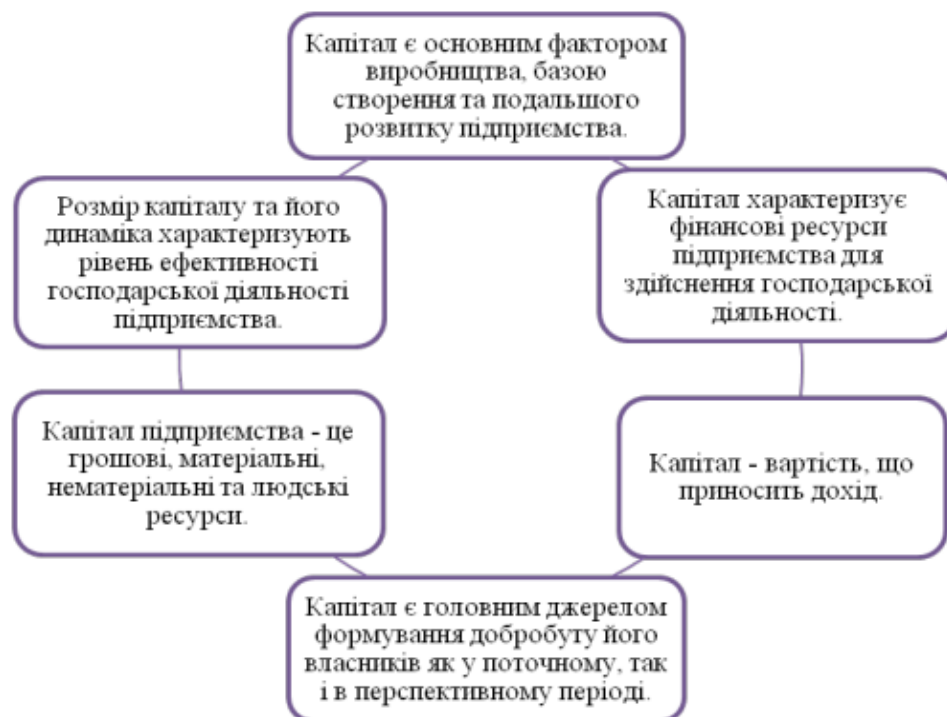 Капітал є основним фактором
виробництва, базою
створення та подальшого
розвитку підприємства.
Капітал характеризує
фінансові ресурси
підприємства для
здійснення господарської
діяльності.
Капітал - вартість, що
приносить дохід.
Капітал є головним джерелом
формування добробуту його
власників як у поточному, так
і в перспективному періоді.
Капітал підприємства - це
грошові, матеріальні,
нематеріальні та людські
ресурси.
Розмір капіталу та його
динаміка характеризують
рівень ефективності
господарської діяльності
підприємства.